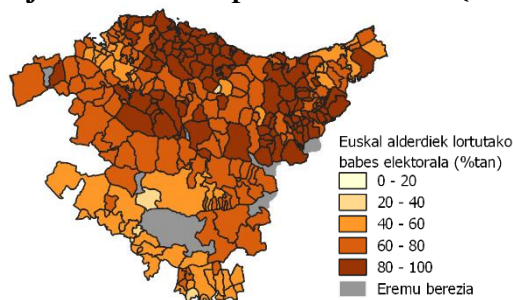 Euskal alderdiek lortutako
babes elektorala (%tan)
0 - 20
20 - 40
40 - 60
60 - 80
80 - 100
Eremu berezia